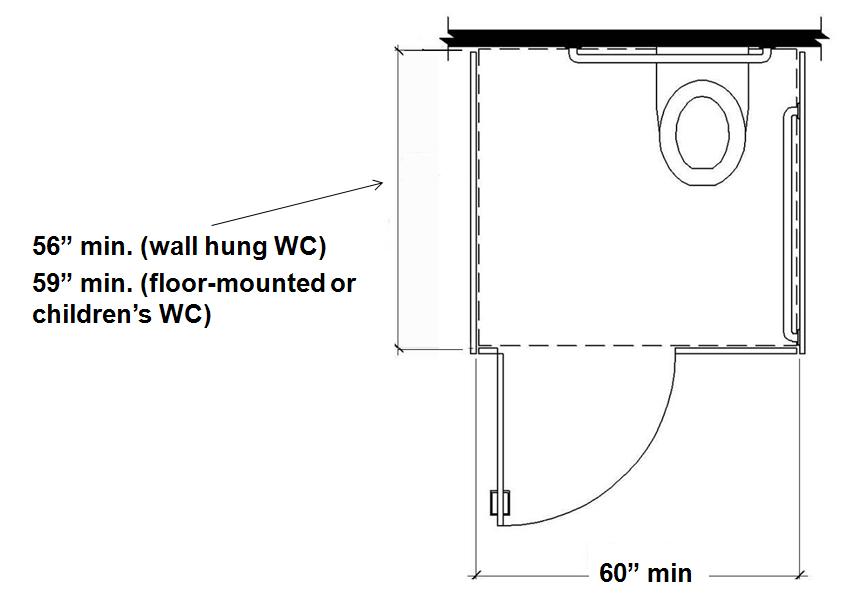 56” min. (wall hung WC)
59” min. (floor-mounted or
children’s WC)
60” min